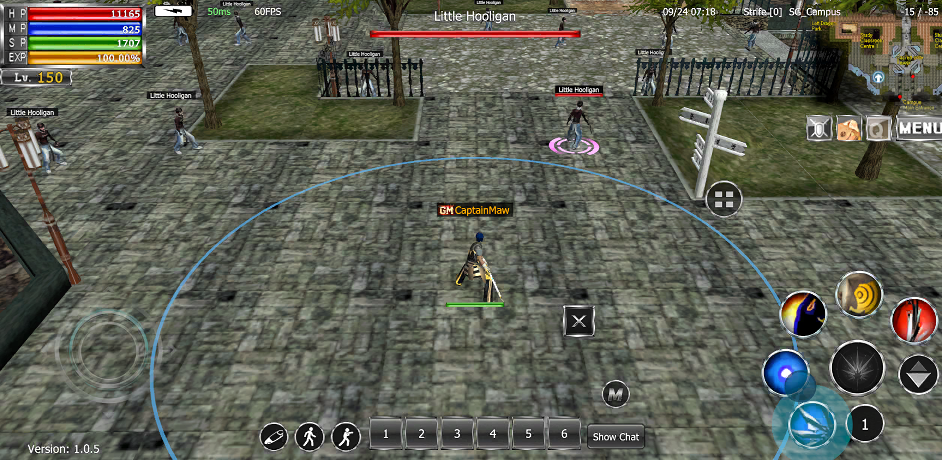 H P 11165
M P 825
S P 1707
EXP 100.00%
Lv. 150
50ms
60FPS
Little Hooligan
09/24 07:18
Strife [0]
SG_Campus
15 / -85
MENU
Little Hooligan
Little Hooligan
Little Hooligan
Little Hooligan
Little Hooligan
GM CaptainMaw
M
1
1 2 3 4 5 6
Show Chat
Version: 1.0.5